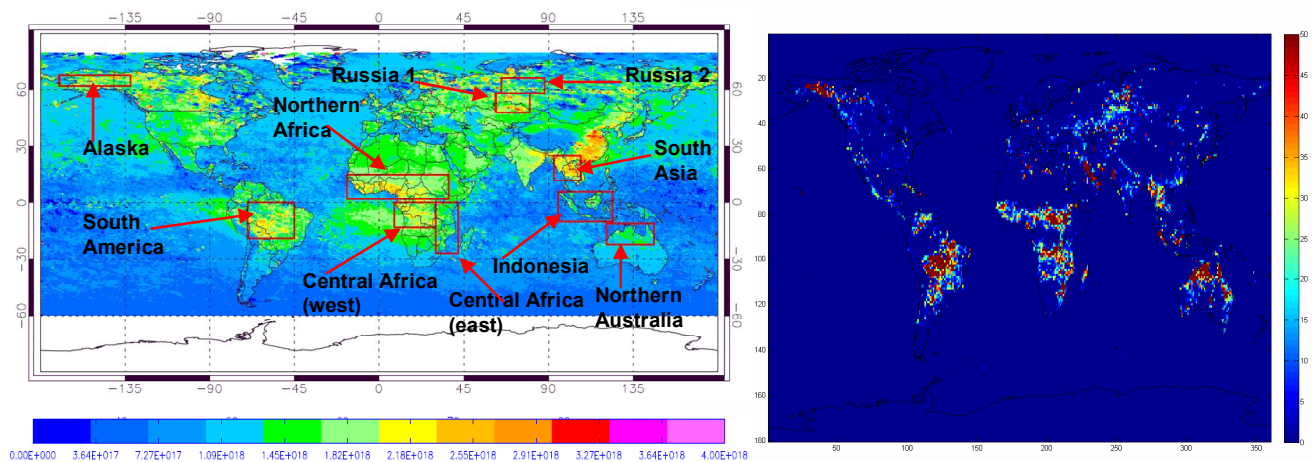 −135 −90 −45 0 45 90 135
60
30
0
−30
−60
60
30
0
−30
−60
Russia 1
Russia 2
Northern
Africa
Alaska
South
Asia
South
America
Central Africa
(west)
Indonesia
Central Africa
(east)
Northern
Australia
−135 −90 −45 0 45 90 135
0.00E+000 3.64E+017 7.27E+017 1.09E+018 1.45E+018 1.82E+018 2.18E+018 2.55E+018 2.91E+018 3.27E+018 3.64E+018 4.00E+018
20
40
60
80
100
120
140
160
180
50 100 150 200 250 300 350
50
45
40
35
30
25
20
15
10
5
0